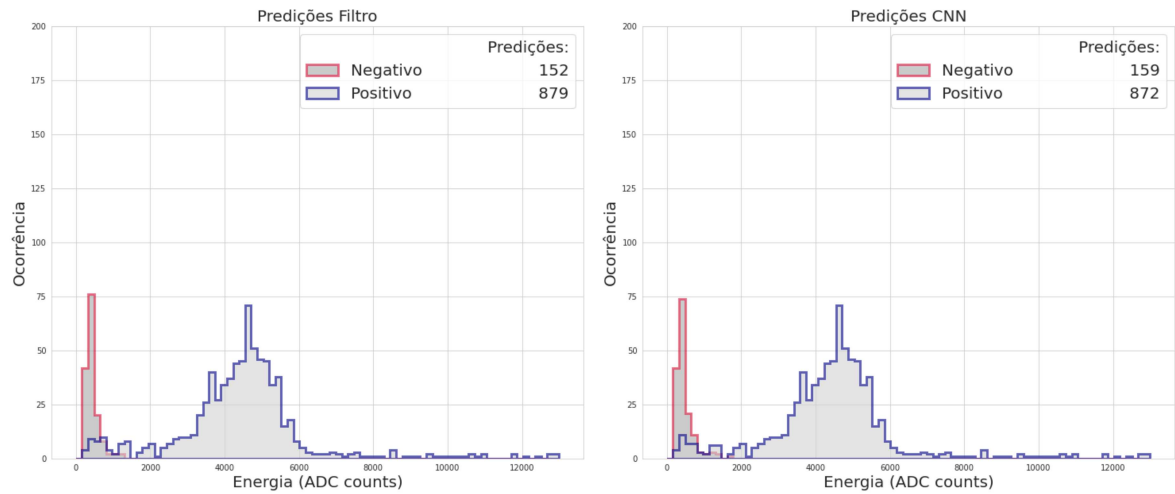 Predições Filtro
200
175
150
125
100
75
50
25
0
Ocorrência
Predições:
Negativo 152
Positivo 879
0 2000 4000 6000 8000 10000 12000
Energia (ADC counts)
Predições CNN
200
175
150
125
100
75
50
25
0
Ocorrência
Predições:
Negativo 159
Positivo 872
0 2000 4000 6000 8000 10000 12000
Energia (ADC counts)